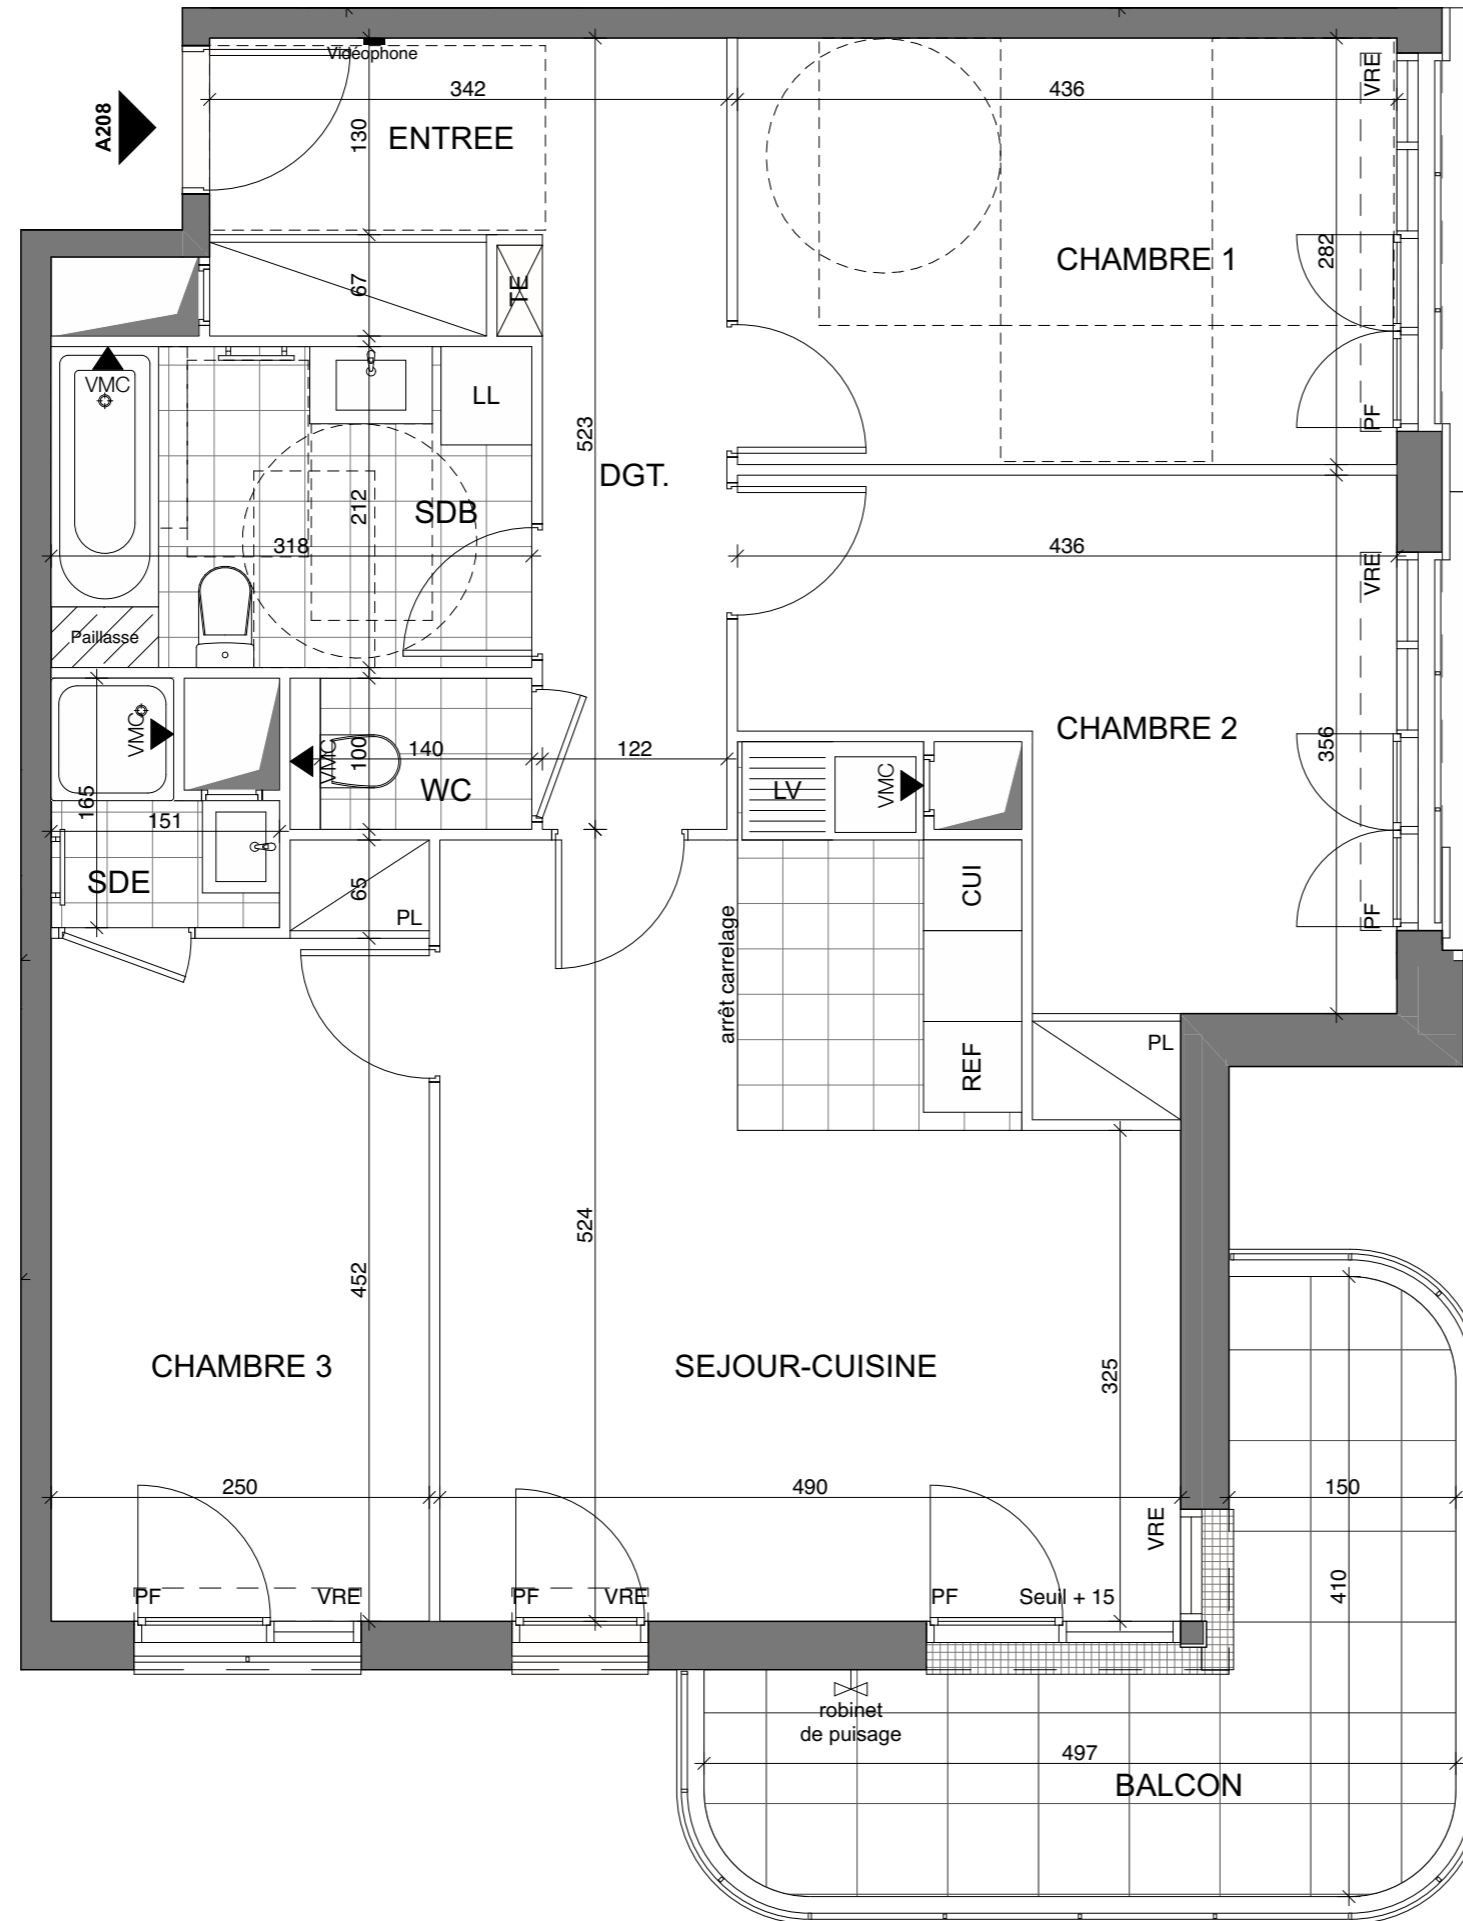 Vidéophone
A208
342
436
VRE
130
ENTREE
CHAMBRE 1
282
67
TE
VMC
LL
PF
523
DGT.
212
SDB
318
436
VRE
Paillasse
CHAMBRE 2
356
VMC
VMC
100
140
122
WC
LV
VMC
165
151
SDE
65
PL
CUI
PF
arrêt carrelage
REF
PL
524
452
CHAMBRE 3
SEJOUR-CUISINE
325
250
490
150
VRE
PF
VRE
PF
VRE
PF
Seuil + 15
410
robinet
de puisage
497
BALCON